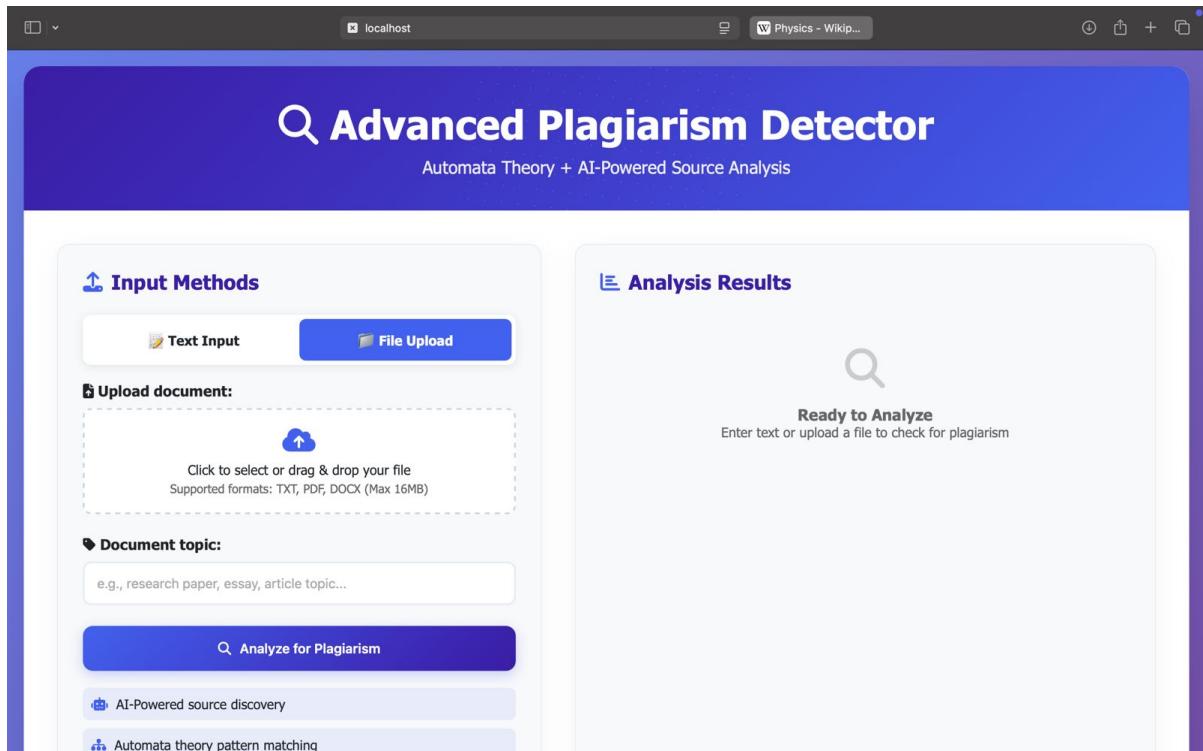 localhost
Physics - Wikip...
Advanced Plagiarism Detector
Automata Theory + AI-Powered Source Analysis
Input Methods
Text Input
File Upload
Upload document:
Click to select or drag & drop your file
Supported formats: TXT, PDF, DOCX (Max 16MB)
Document topic:
e.g., research paper, essay, article topic...
Analyze for Plagiarism
AI-Powered source discovery
Automata theory pattern matching
Analysis Results
Ready to Analyze
Enter text or upload a file to check for plagiarism